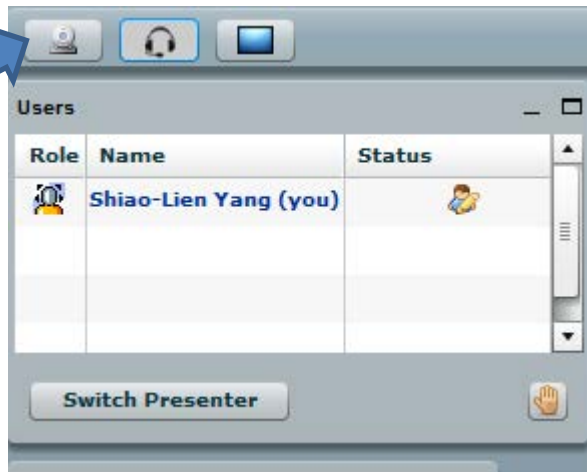 Users
Role Name Status
Shiao-Lien Yang (you)
Switch Presenter